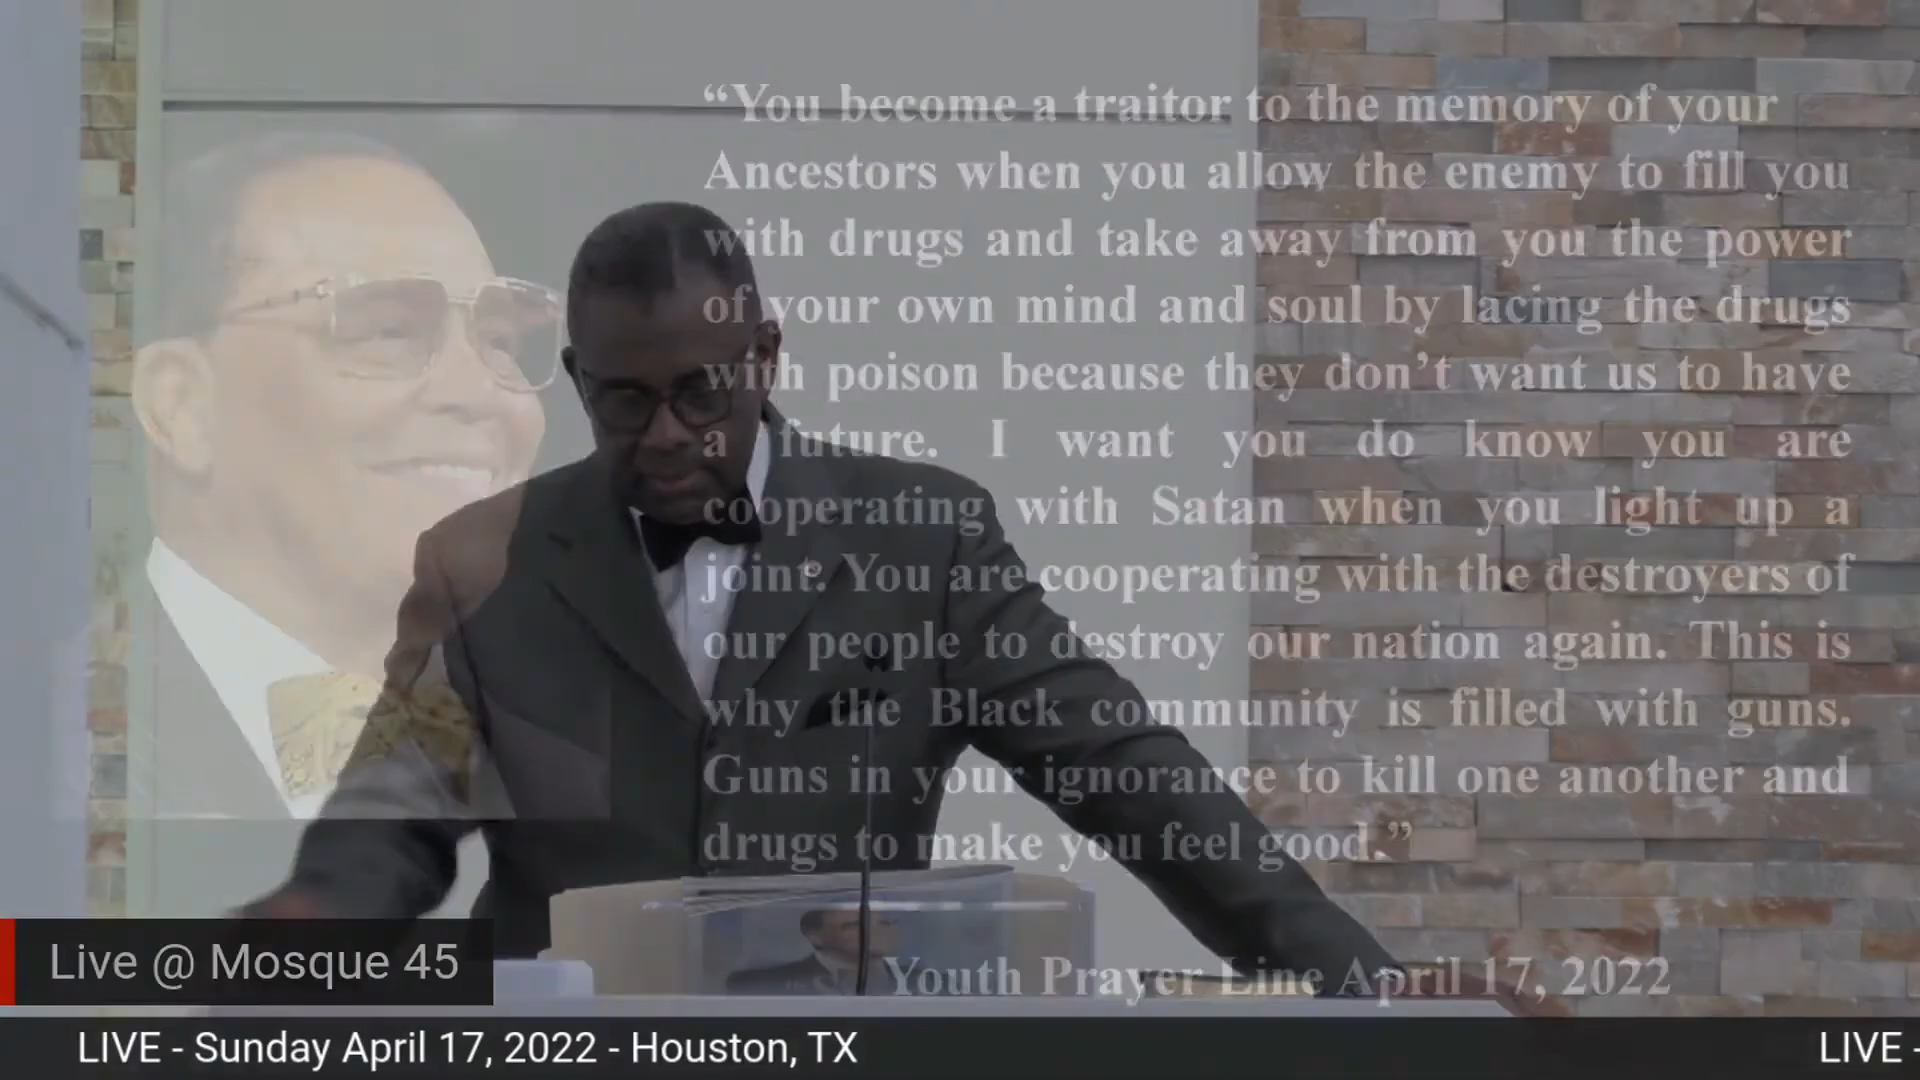 “You become a traitor to the memory of your
Ancestors when you allow the enemy to fill you
with drugs and take away from you the power
of your own mind and soul by lacing the drugs
with poison because they don’t want us to have
a future. I want you do know you are
cooperating with Satan when you light up a
joint. You are cooperating with the destroyers of
our people to destroy our nation again. This is
why the Black community is filled with guns.
Guns in your ignorance to kill one another and
drugs to make you feel good.”
Youth Prayer Line April 17, 2022
Live @ Mosque 45
LIVE - Sunday April 17, 2022 - Houston, TX
LIVE -